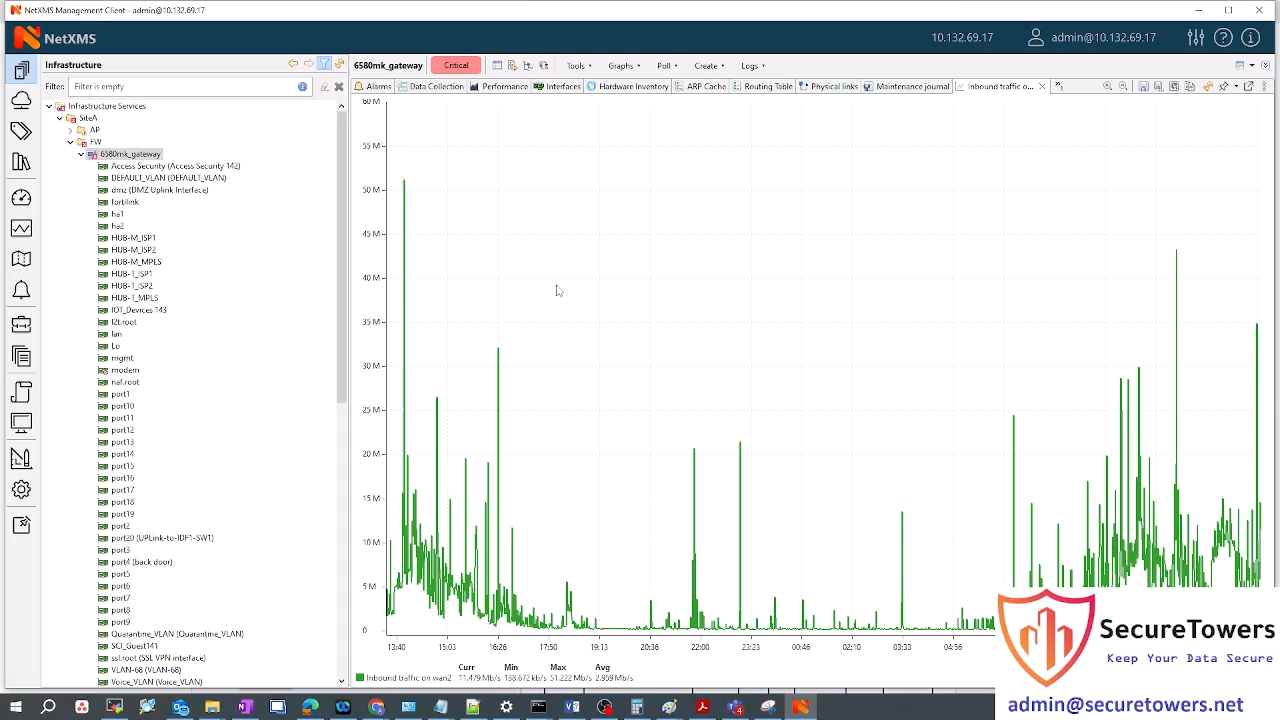 NetXMS Management Client - admin@10.132.69.17
NetXMS
10.132.69.17
admin@10.132.69.17
Infrastructure
Filter:
Filter is empty
Infrastructure Services
SiteA
AP
FW
6580mk_gateway
Access Security (Access Security 142)
DEFAULT_VLAN (DEFAULT_VLAN)
dmz (DMZ Uplink Interface)
fortilink
ha1
ha2
HUB-M_ISP1
HUB-M_ISP2
HUB-M_MPLS
HUB-T_ISP1
HUB-T_ISP2
HUB-T_MPLS
IOT_Devices 143
l2t.root
lan
Lo
mgmt
modem
naf.root
port1
port10
port11
port12
port13
port14
port15
port16
port17
port18
port19
port2
port20 (UPLink-to-IDF1-SW1)
port3
port4 (back door)
port5
port6
port7
port8
port9
Quarantine_VLAN (Quarantine_VLAN)
SCI_Guest141
ssl.root (SSL VPN interface)
VLAN-68 (VLAN-68)
Voice_VLAN (Voice_VLAN)
6580mk_gateway
Critical
Tools
Graphs
Poll
Create
Logs
Alarms
Data Collection
Performance
Interfaces
Hardware Inventory
ARP Cache
Routing Table
Physical links
Maintenance journal
Inbound traffic o...
60 M
55 M
50 M
45 M
40 M
35 M
30 M
25 M
20 M
15 M
10 M
5 M
0
13:40 15:03 16:26 17:50 19:13 20:36 22:00 23:23 00:46 02:10 03:33 04:56
Curr Min Max Avg
Inbound traffic on wan2 11.479 Mb/s 138.672 kb/s 51.222 Mb/s 2.959 Mb/s
SecureTowers
Keep Your Data Secure
admin@securetowers.net